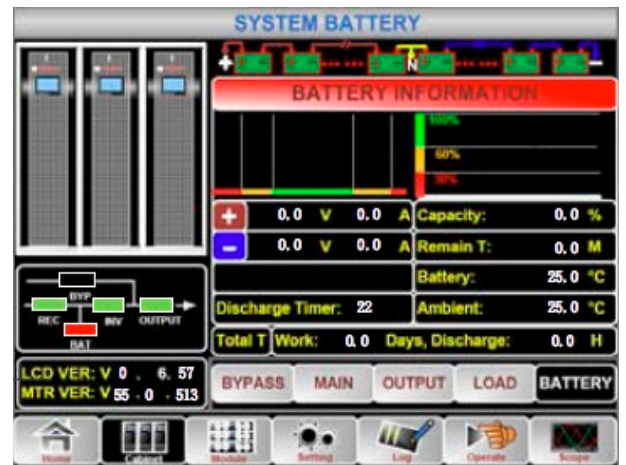 SYSTEM BATTERY
+ N -
BATTERY INFORMATION
100%
60%
30%
+ 0.0 V 0.0 A Capacity: 0.0 %
- 0.0 V 0.0 A Remain T: 0.0 M
Battery: 25.0 °C
Discharge Timer: 22 Ambient: 25.0 °C
Total T Work: 0.0 Days, Discharge: 0.0 H
BYP
REC INV OUTPUT
BAT
LCD VER: V 0 . 6. 57
MTR VER: V 55 . 0 . 513
BYPASS MAIN OUTPUT LOAD BATTERY
Home Cabinet Module Setting Log Operate Scope